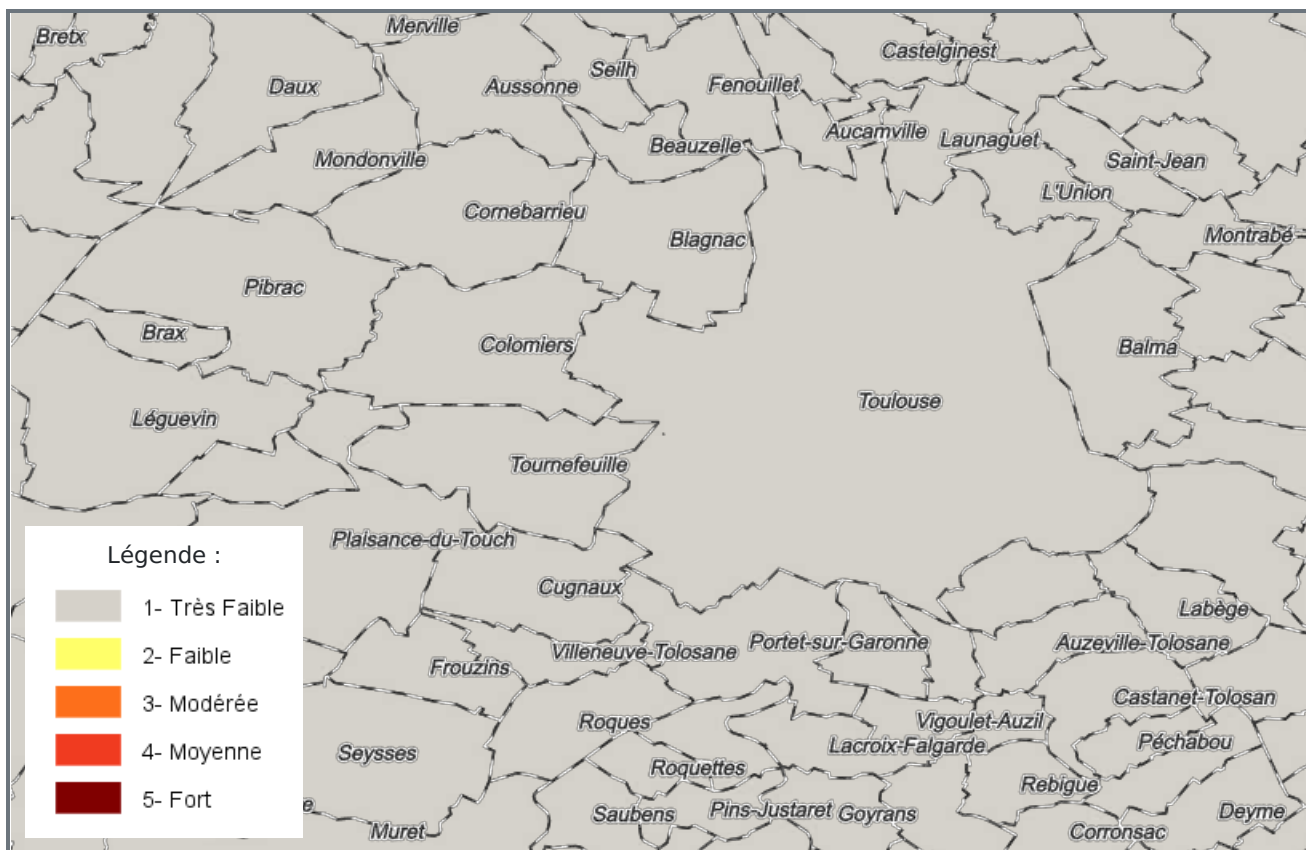 Merville
Bretx
Castelginest
Seilh
Daux
Aussonne
Fenouillet
Aucamville
Launaguet
Beauzelle
Mondonville
Saint-Jean
L'Union
Cornebarrieu
Montrabé
Blagnac
Pibrac
Brax
Colomiers
Balma
Toulouse
Léguevin
Tournefeuille
Plaisance-du-Touch
Cugnaux
Labège
Portet-sur-Garonne
Auzeville-Tolosane
Villeneuve-Tolosane
Frouzins
Castanet-Tolosan
Roques
Vigoulet-Auzil
Péchabou
Lacroix-Falgarde
Seysses
Roquettes
Rebigue
Saubens
Pins-Justaret
Goyrans
Deyme
Muret
Corronsac
Légende :
1- Très Faible
2- Faible
3- Modérée
4- Moyenne
5- Fort